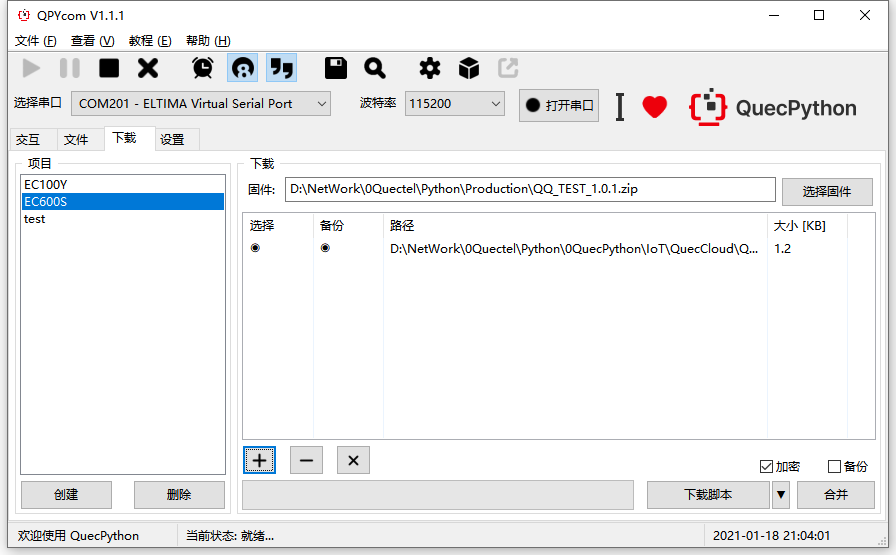 QPYcom V1.1.1
文件 (F) 查看 (V) 教程 (E) 帮助 (H)
选择串口 COM201 - ELTIMA Virtual Serial Port 波特率 115200 打开串口 QuecPython
交互 文件 下载 设置
项目
EC100Y
EC600S
test
创建 删除
下载
固件: D:\NetWork\0Quectel\Python\Production\QQ_TEST_1.0.1.zip 选择固件
选择 备份 路径 大小 [KB]
D:\NetWork\0Quectel\Python\0QuecPython\IoT\QuecCloud\Q... 1.2
加密 备份
下载脚本 合并
欢迎使用 QuecPython 当前状态: 就绪... 2021-01-18 21:04:01